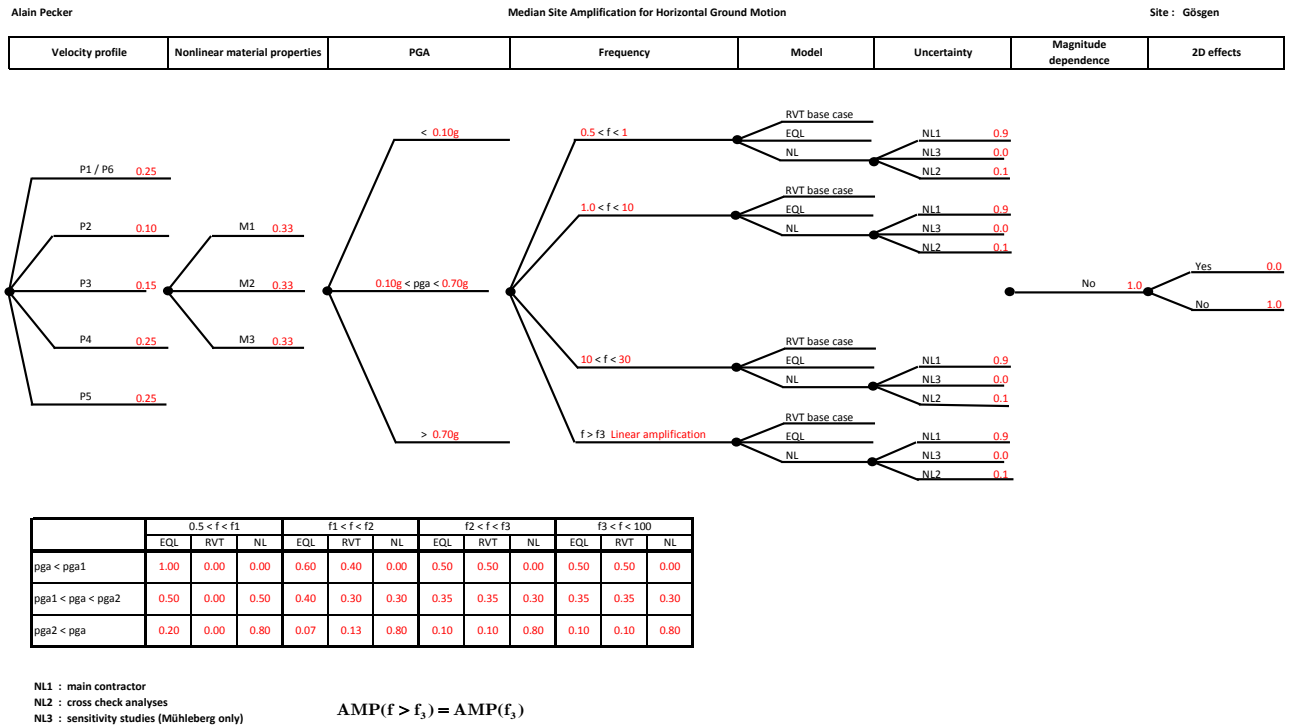 Alain Pecker Median Site Amplification for Horizontal Ground Motion Site : Gösgen
Velocity profile Nonlinear material properties PGA Frequency Model Uncertainty Magnitude dependence 2D effects
P1 / P6 0.25
P2 0.10
P3 0.15
P4 0.25
P5 0.25
M1 0.33
M2 0.33
M3 0.33
< 0.10g
0.10g < pga < 0.70g
> 0.70g
0.5 < f < 1
RVT base case
EQL
NL
NL1 0.9
NL3 0.0
NL2 0.1
1.0 < f < 10
RVT base case
EQL
NL
NL1 0.9
NL3 0.0
NL2 0.1
10 < f < 30
RVT base case
EQL
NL
NL1 0.9
NL3 0.0
NL2 0.1
f > f3 Linear amplification
RVT base case
EQL
NL
NL1 0.9
NL3 0.0
NL2 0.1
No 1.0
Yes 0.0
No 1.0
0.5 < f < f1 f1 < f < f2 f2 < f < f3 f3 < f < 100
EQL RVT NL EQL RVT NL EQL RVT NL EQL RVT NL
pga < pga1 1.00 0.00 0.00 0.60 0.40 0.00 0.50 0.50 0.00 0.50 0.50 0.00
pga1 < pga < pga2 0.50 0.00 0.50 0.40 0.30 0.30 0.35 0.35 0.30 0.35 0.35 0.30
pga2 < pga 0.20 0.00 0.80 0.07 0.13 0.80 0.10 0.10 0.80 0.10 0.10 0.80
NL1 : main contractor
NL2 : cross check analyses
NL3 : sensitivity studies (Mühleberg only)
AMP(f > f₃) = AMP(f₃)